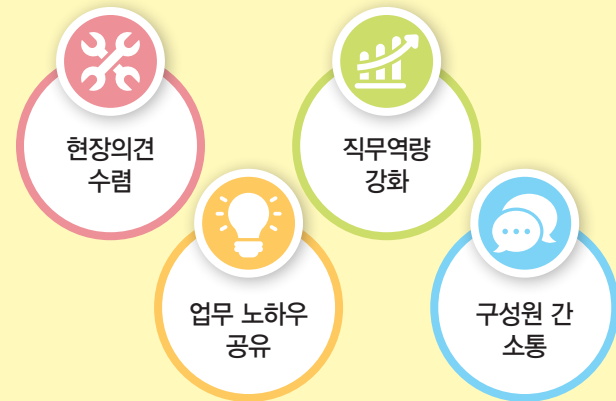 현장의견
수렴
직무역량
강화
업무 노하우
공유
구성원 간
소통